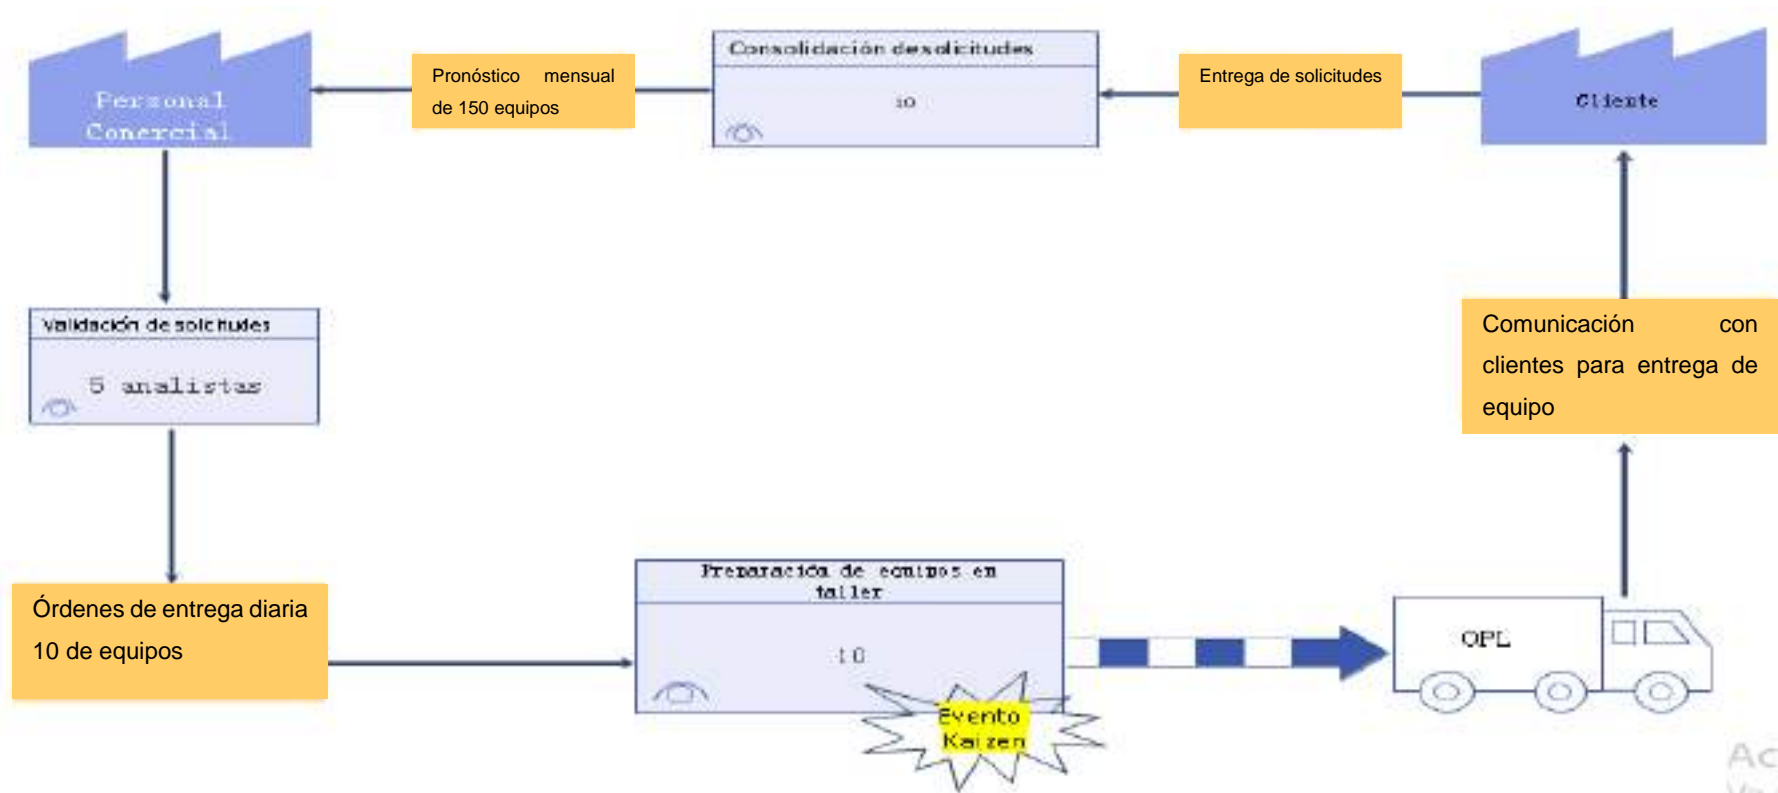 Consolidación de solicitudes
10
Pronóstico mensual
de 150 equipos
Entrega de solicitudes
Personal
Comercial
Cliente
Validación de solicitudes
5 analistas
Comunicación con
clientes para entrega de
equipo
Órdenes de entrega diaria
10 de equipos
Preparación de equipos en
taller
10
Evento
Kaizen
OPL
Ac